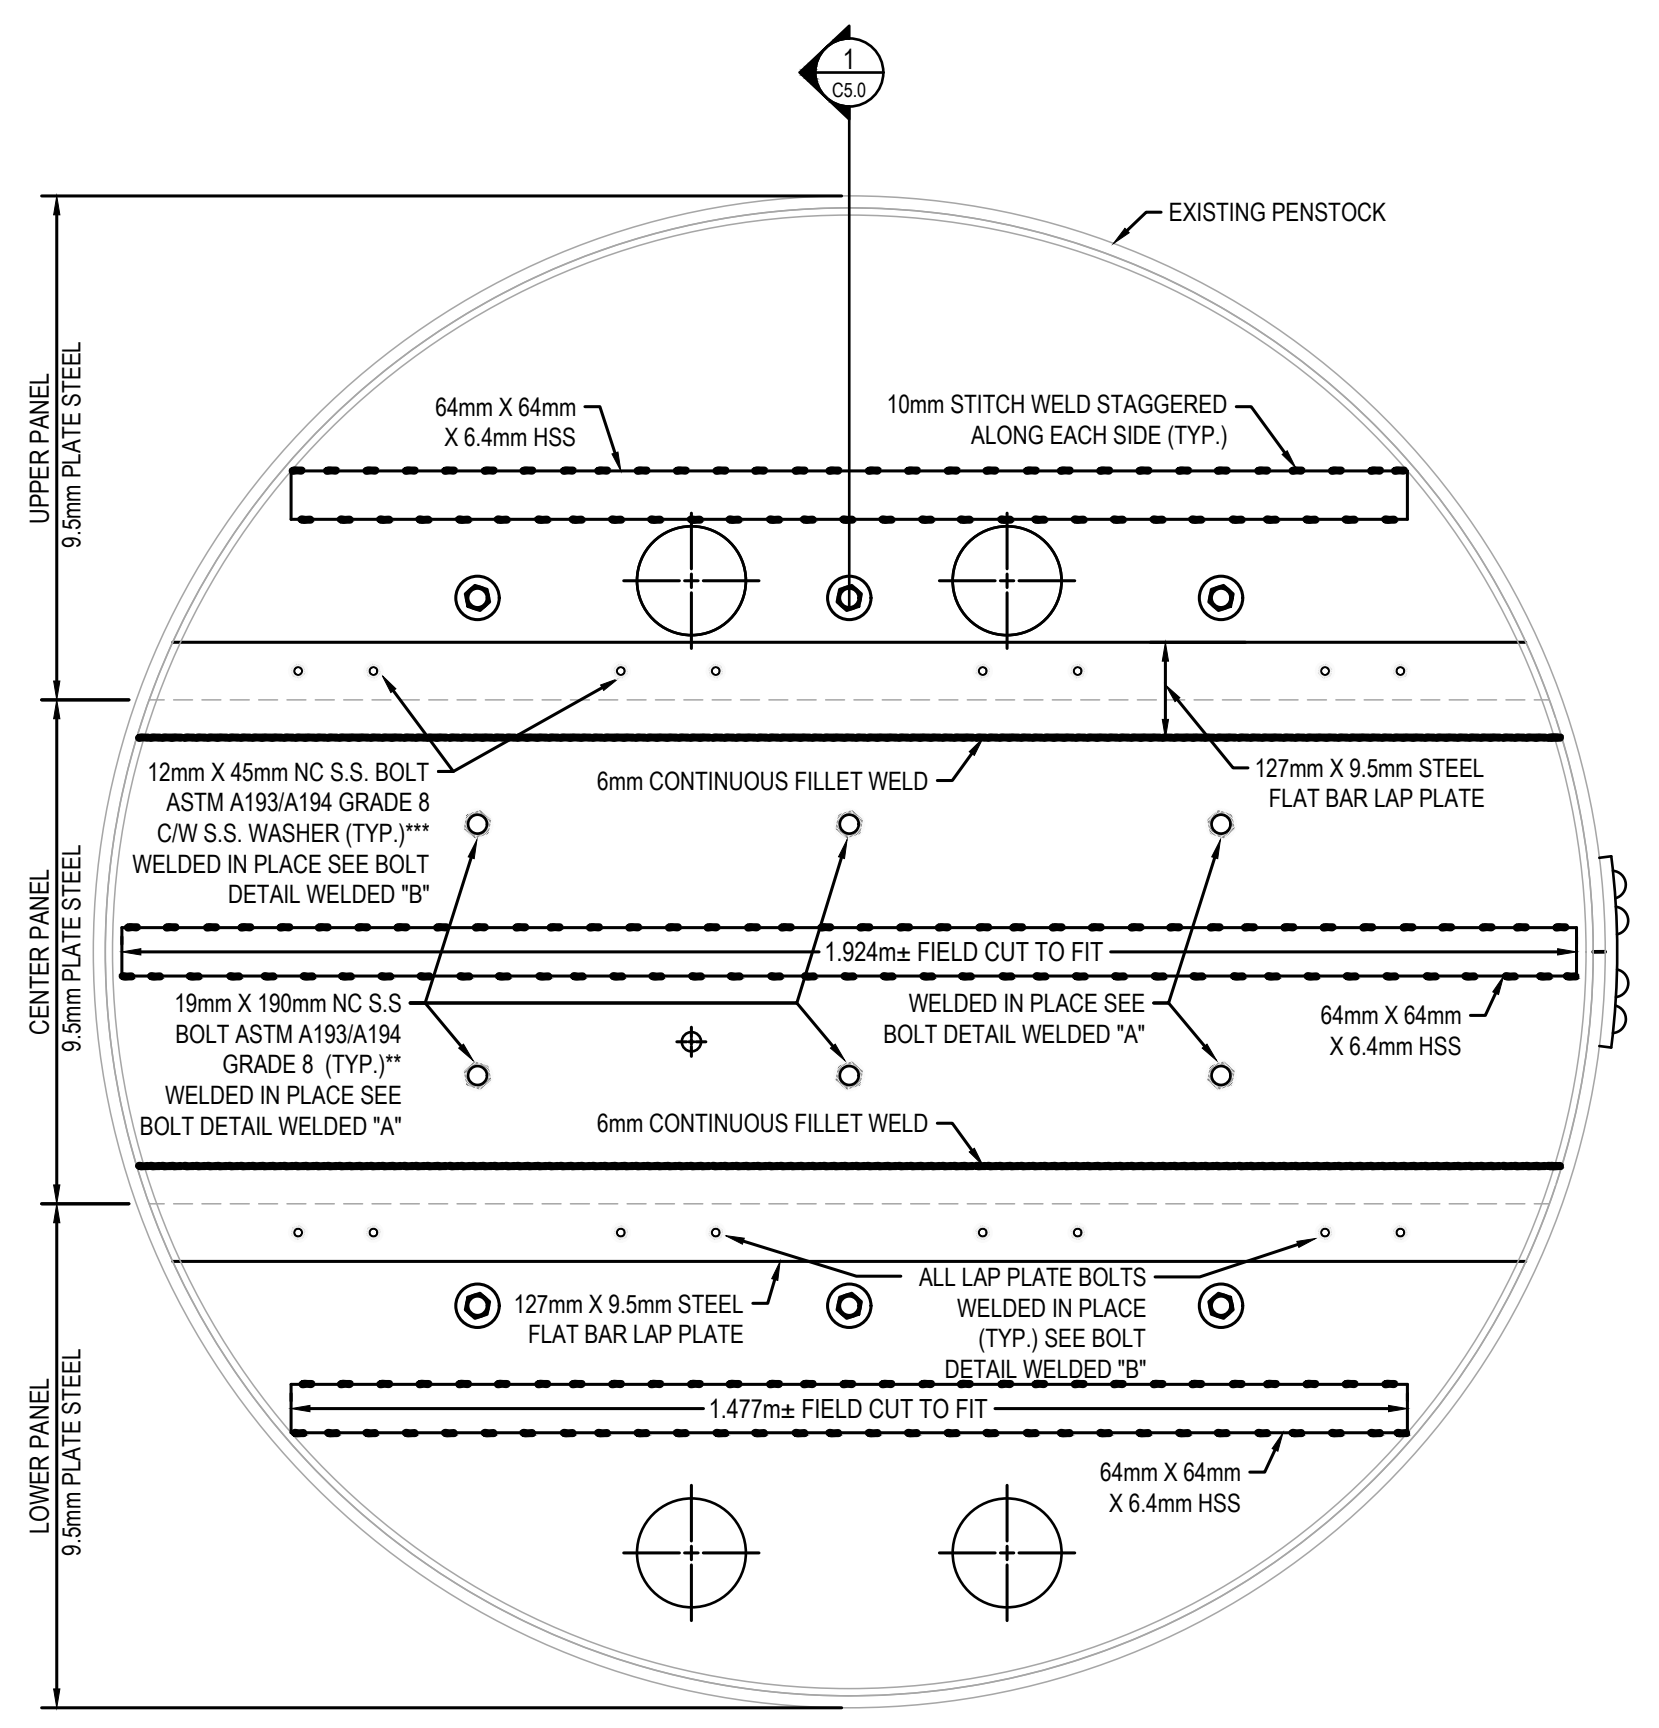 1
C5.0
EXISTING PENSTOCK
UPPER PANEL
9.5mm PLATE STEEL
64mm X 64mm
X 6.4mm HSS
10mm STITCH WELD STAGGERED
ALONG EACH SIDE (TYP.)
12mm X 45mm NC S.S. BOLT
ASTM A193/A194 GRADE 8
C/W S.S. WASHER (TYP.)***
WELDED IN PLACE SEE BOLT
DETAIL WELDED "B"
6mm CONTINUOUS FILLET WELD
127mm X 9.5mm STEEL
FLAT BAR LAP PLATE
CENTER PANEL
9.5mm PLATE STEEL
1.924m± FIELD CUT TO FIT
19mm X 190mm NC S.S
BOLT ASTM A193/A194
GRADE 8  (TYP.)**
WELDED IN PLACE SEE
BOLT DETAIL WELDED "A"
WELDED IN PLACE SEE
BOLT DETAIL WELDED "A"
64mm X 64mm
X 6.4mm HSS
6mm CONTINUOUS FILLET WELD
127mm X 9.5mm STEEL
FLAT BAR LAP PLATE
ALL LAP PLATE BOLTS
WELDED IN PLACE
(TYP.) SEE BOLT
DETAIL WELDED "B"
LOWER PANEL
9.5mm PLATE STEEL
1.477m± FIELD CUT TO FIT
64mm X 64mm
X 6.4mm HSS